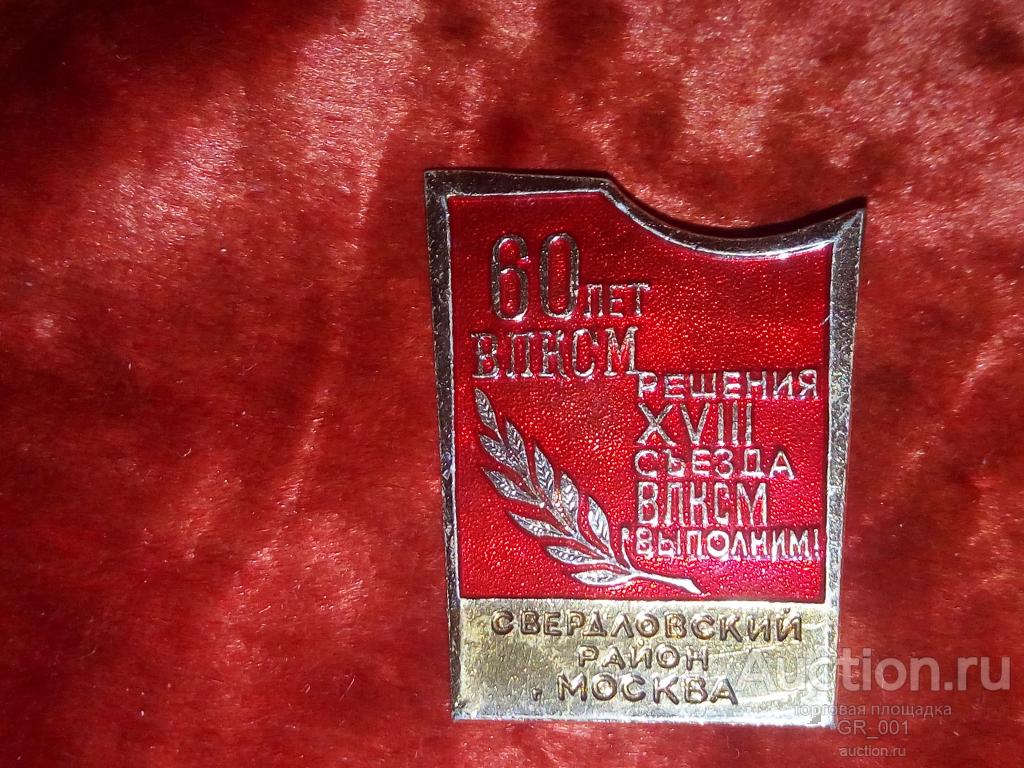 60 ЛЕТ
ВЛКСМ
РЕШЕНИЯ
XVIII
СЪЕЗДА
ВЛКСМ
ВЫПОЛНИМ!
СВЕРДЛОВСКИЙ
РАЙОН
г МОСКВА
Auction.ru
торговая площадка
GR_001
auction.ru